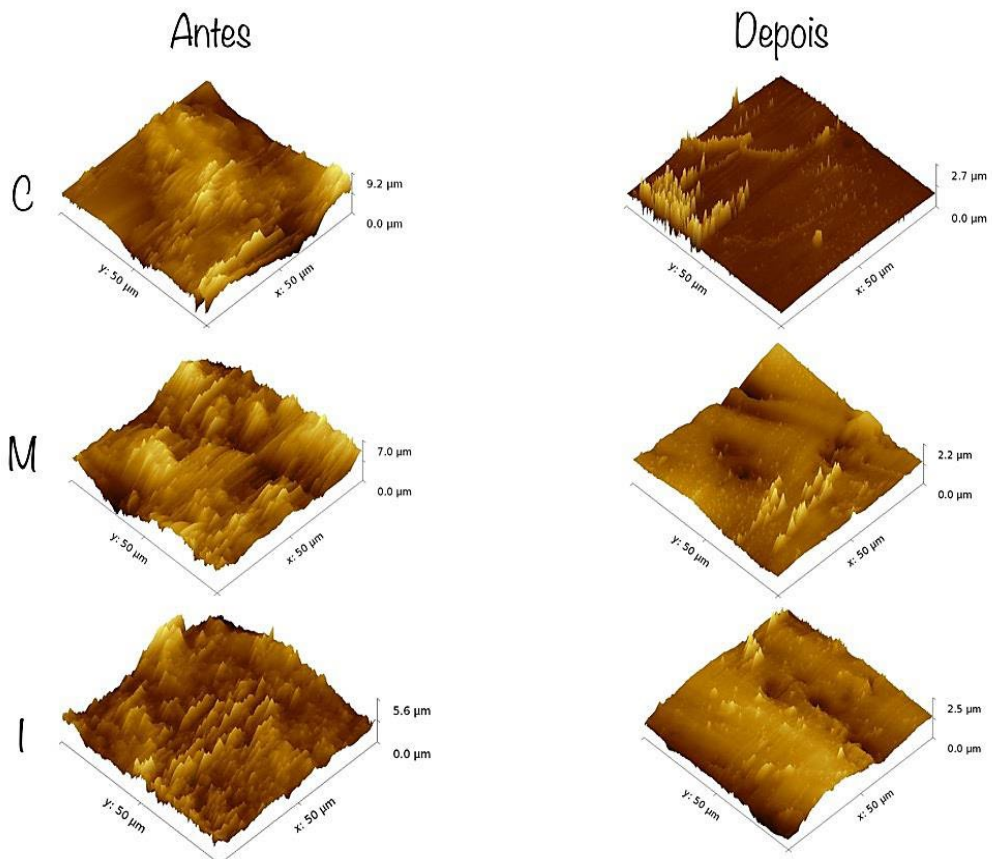 Antes
Depois
C
9.2 µm
0.0 µm
y: 50 µm
x: 50 µm
2.7 µm
0.0 µm
y: 50 µm
x: 50 µm
M
7.0 µm
0.0 µm
y: 50 µm
x: 50 µm
2.2 µm
0.0 µm
y: 50 µm
x: 50 µm
I
5.6 µm
0.0 µm
y: 50 µm
x: 50 µm
2.5 µm
0.0 µm
y: 50 µm
x: 50 µm